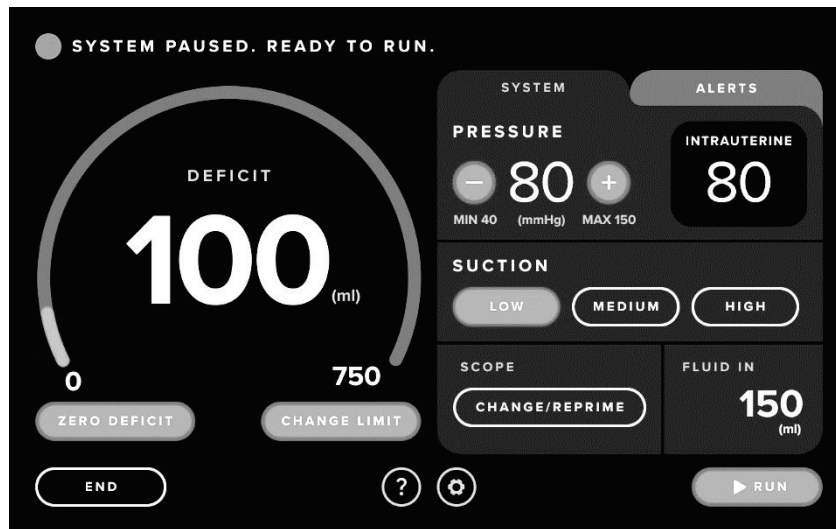 SYSTEM PAUSED. READY TO RUN.
DEFICIT
100
(ml)
0
750
ZERO DEFICIT
CHANGE LIMIT
SYSTEM
ALERTS
PRESSURE
− 80 +
MIN 40 (mmHg) MAX 150
INTRAUTERINE
80
SUCTION
LOW MEDIUM HIGH
SCOPE
CHANGE/REPRIME
FLUID IN
150
(ml)
END
?
RUN